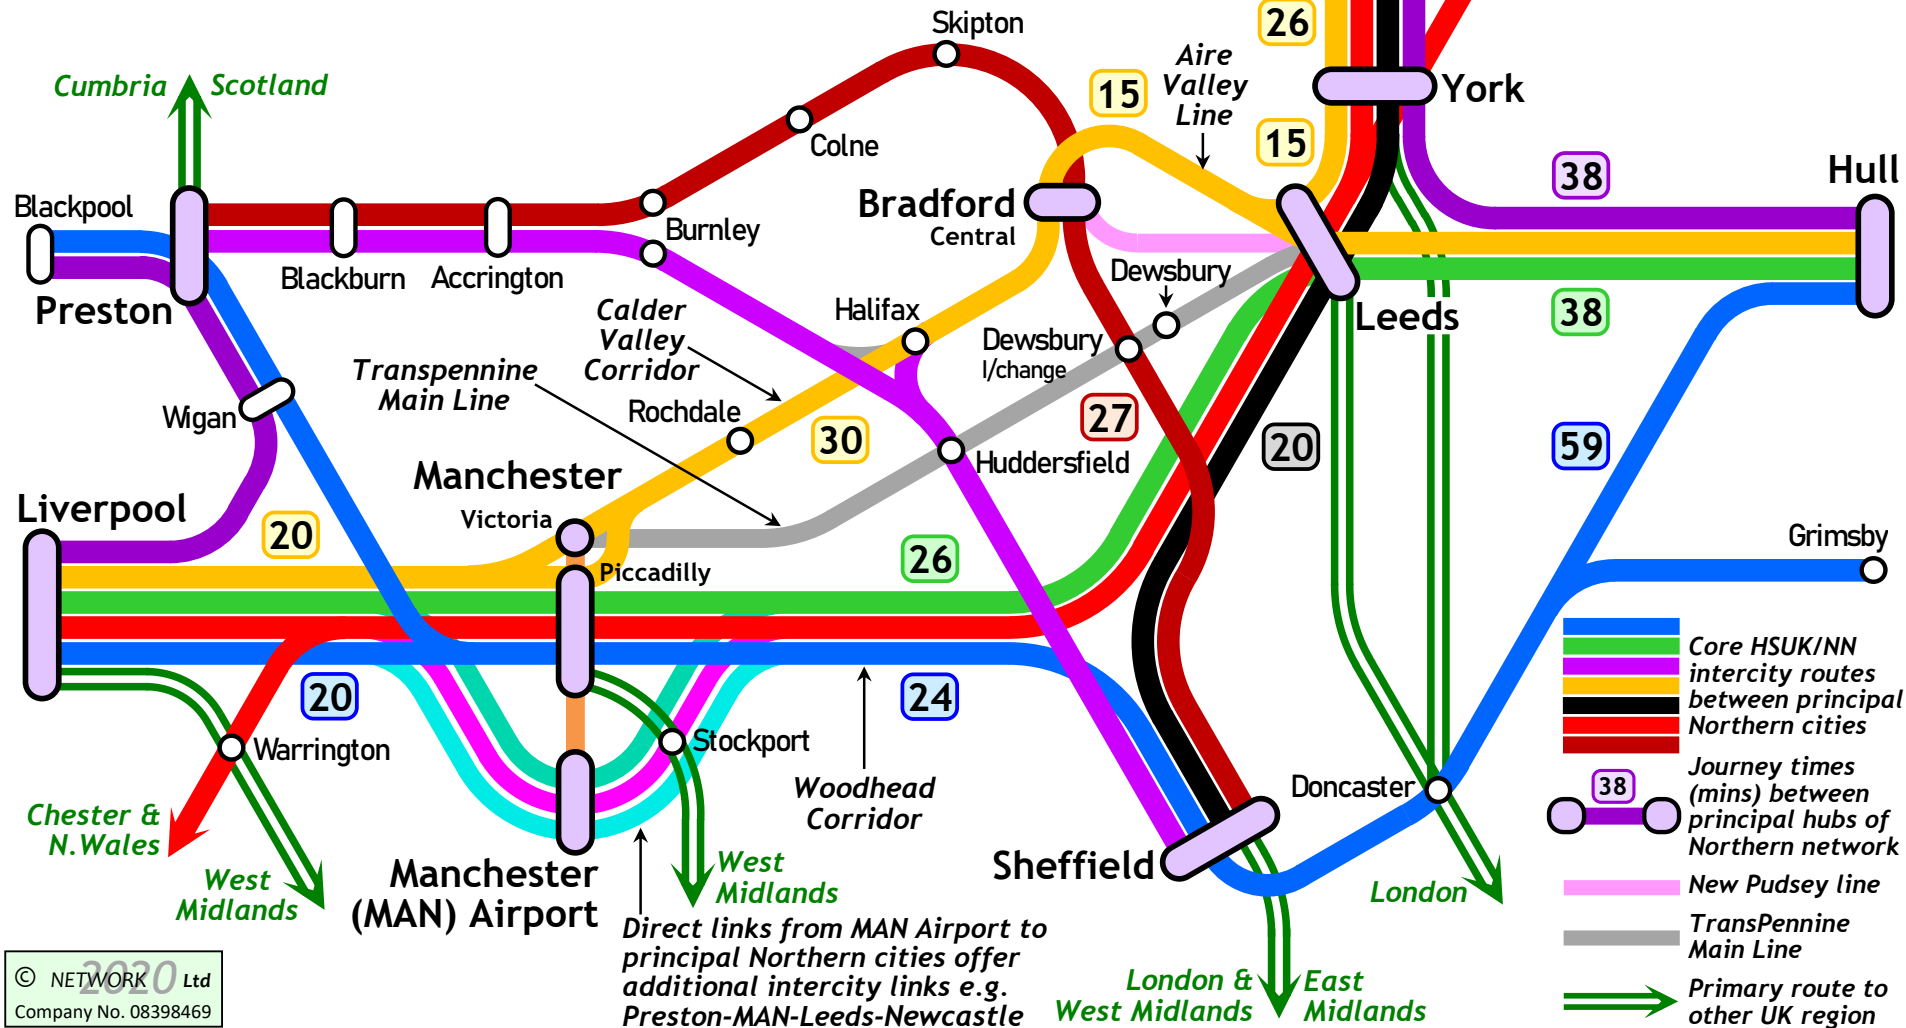 Skipton
26
Aire
Valley
Line
Cumbria
Scotland
15
York
Colne
15
38
Hull
Blackpool
Bradford
Central
Burnley
Preston
Blackburn
Accrington
Dewsbury
Halifax
Calder
Valley
Corridor
Dewsbury
I/change
Leeds
38
Transpennine
Main Line
Wigan
Rochdale
30
27
20
59
Manchester
Victoria
Huddersfield
Liverpool
20
26
Piccadilly
Grimsby
20
24
Warrington
Stockport
Woodhead
Corridor
Doncaster
Chester &
N.Wales
West
Midlands
Manchester
(MAN) Airport
West
Midlands
Sheffield
London
Direct links from MAN Airport to
principal Northern cities offer
additional intercity links e.g.
Preston-MAN-Leeds-Newcastle
London &
West Midlands
East
Midlands
Core HSUK/NN
intercity routes
between principal
Northern cities
38
Journey times
(mins) between
principal hubs of
Northern network
New Pudsey line
TransPennine
Main Line
Primary route to
other UK region
© NETWORK 2020 Ltd
Company No. 08398469